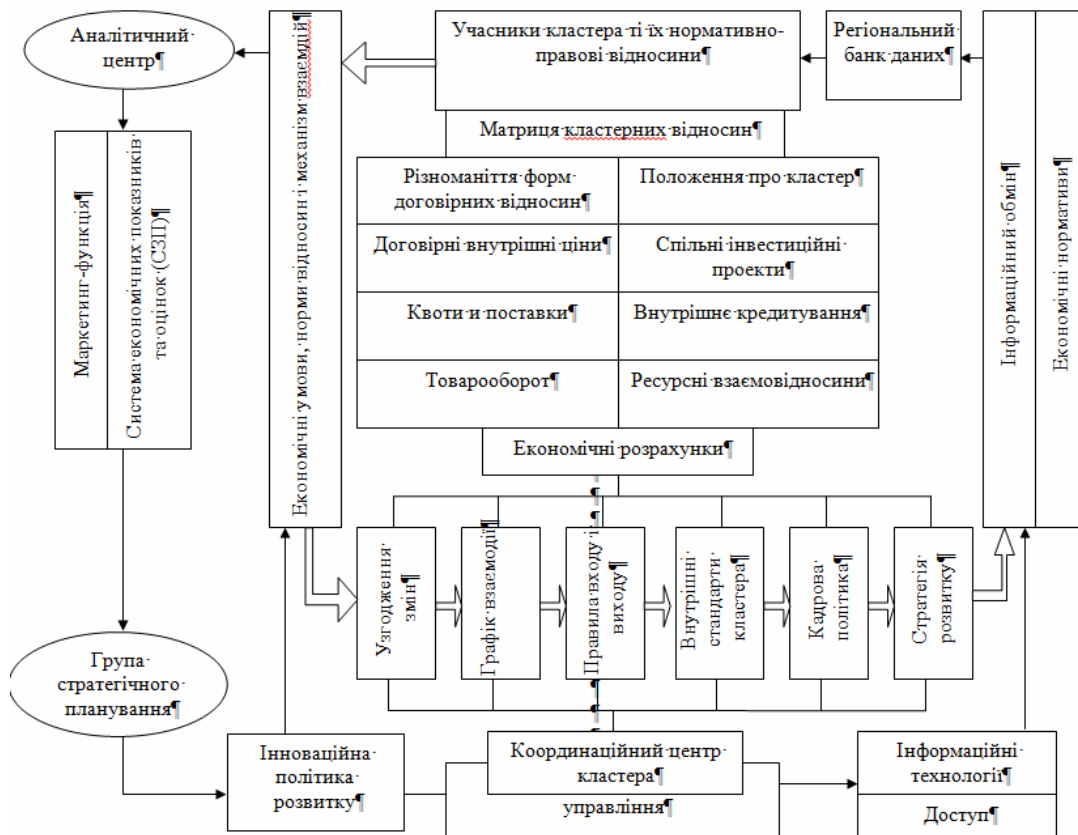 Аналітичний
центр¶
Учасники кластера ті їх нормативно-
правові відносини¶
Регіональний
банк даних¶
Матриця кластерних відносин¶
Різноманіття форм
договірних відносин¶
Положення про кластер¶
Договірні внутрішні ціни¶
Спільні інвестиційні
проекти¶
Квоти и поставки¶
Внутрішнє кредитування¶
Товарооборот¶
Ресурсні взаємовідносини¶
Економічні розрахунки¶
Маркетинг-функція¶
Система економічних показників
та оцінок (СЗП)¶
Економічні умови, норми відносин і механізм взаємдій¶
Інформаційний обмін¶
Економічні нормативи¶
Узгодження
змін¶
Графік взаємодії¶
Правила входу і
виходу¶
Внутрішні
стандарти
кластера¶
Кадрова
політика¶
Стратегія
розвитку¶
Група
стратегічного
планування¶
Інноваційна
політика
розвитку¶
Координаційний центр
кластера¶
управління¶
Інформаційні
технології¶
Доступ¶